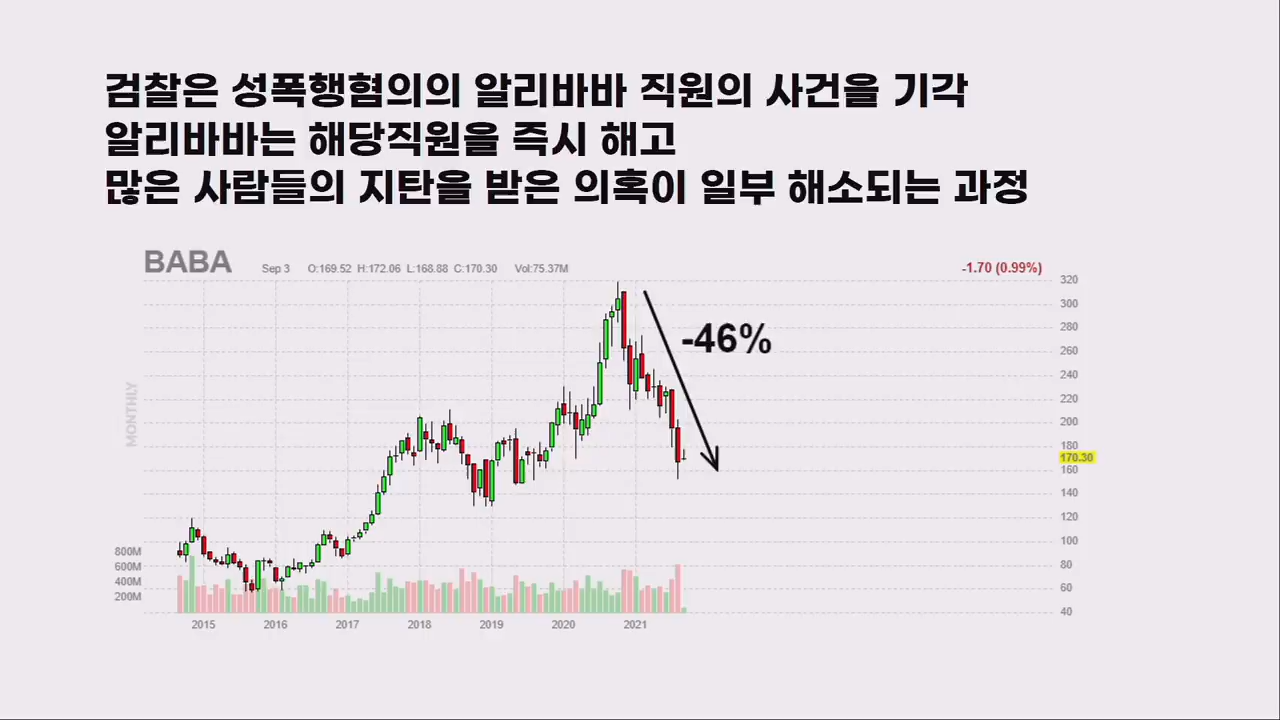 검찰은 성폭행혐의의 알리바바 직원의 사건을 기각
알리바바는 해당직원을 즉시 해고
많은 사람들의 지탄을 받은 의혹이 일부 해소되는 과정
BABA Sep 3 O:169.52 H:172.06 L:168.88 C:170.30 Vol:75.37M -1.70 (0.99%)
320
300
-46%
280
260
240
MONTHLY
220
200
180
170.30
160
140
120
100
800M
80
600M
400M
60
200M
40
2015 2016 2017 2018 2019 2020 2021